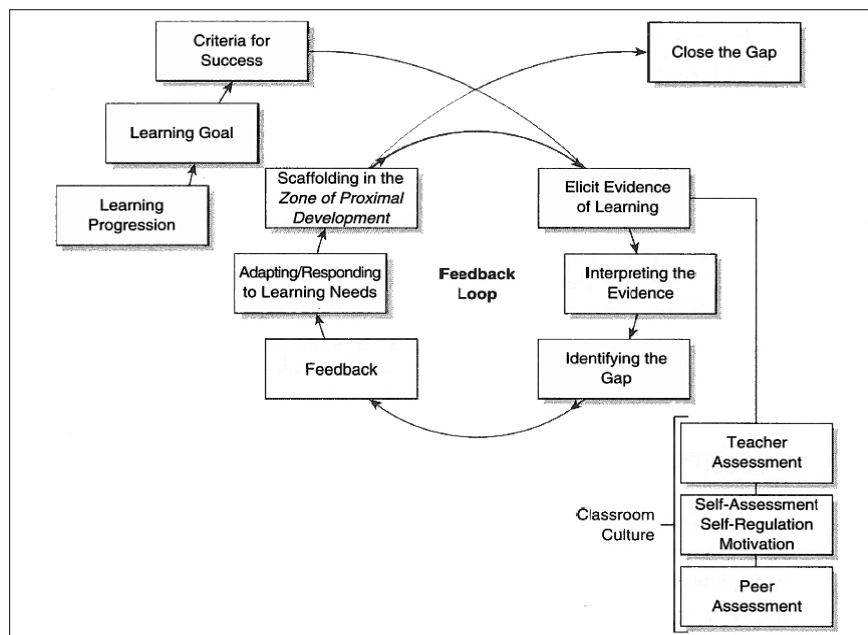 Criteria for
Success
Close the Gap
Learning Goal
Learning
Progression
Scaffolding in the
Zone of Proximal
Development
Elicit Evidence
of Learning
Adapting/Responding
to Learning Needs
Feedback
Loop
Interpreting the
Evidence
Feedback
Identifying the
Gap
Teacher
Assessment
Classroom
Culture
Self-Assessment
Self-Regulation
Motivation
Peer
Assessment